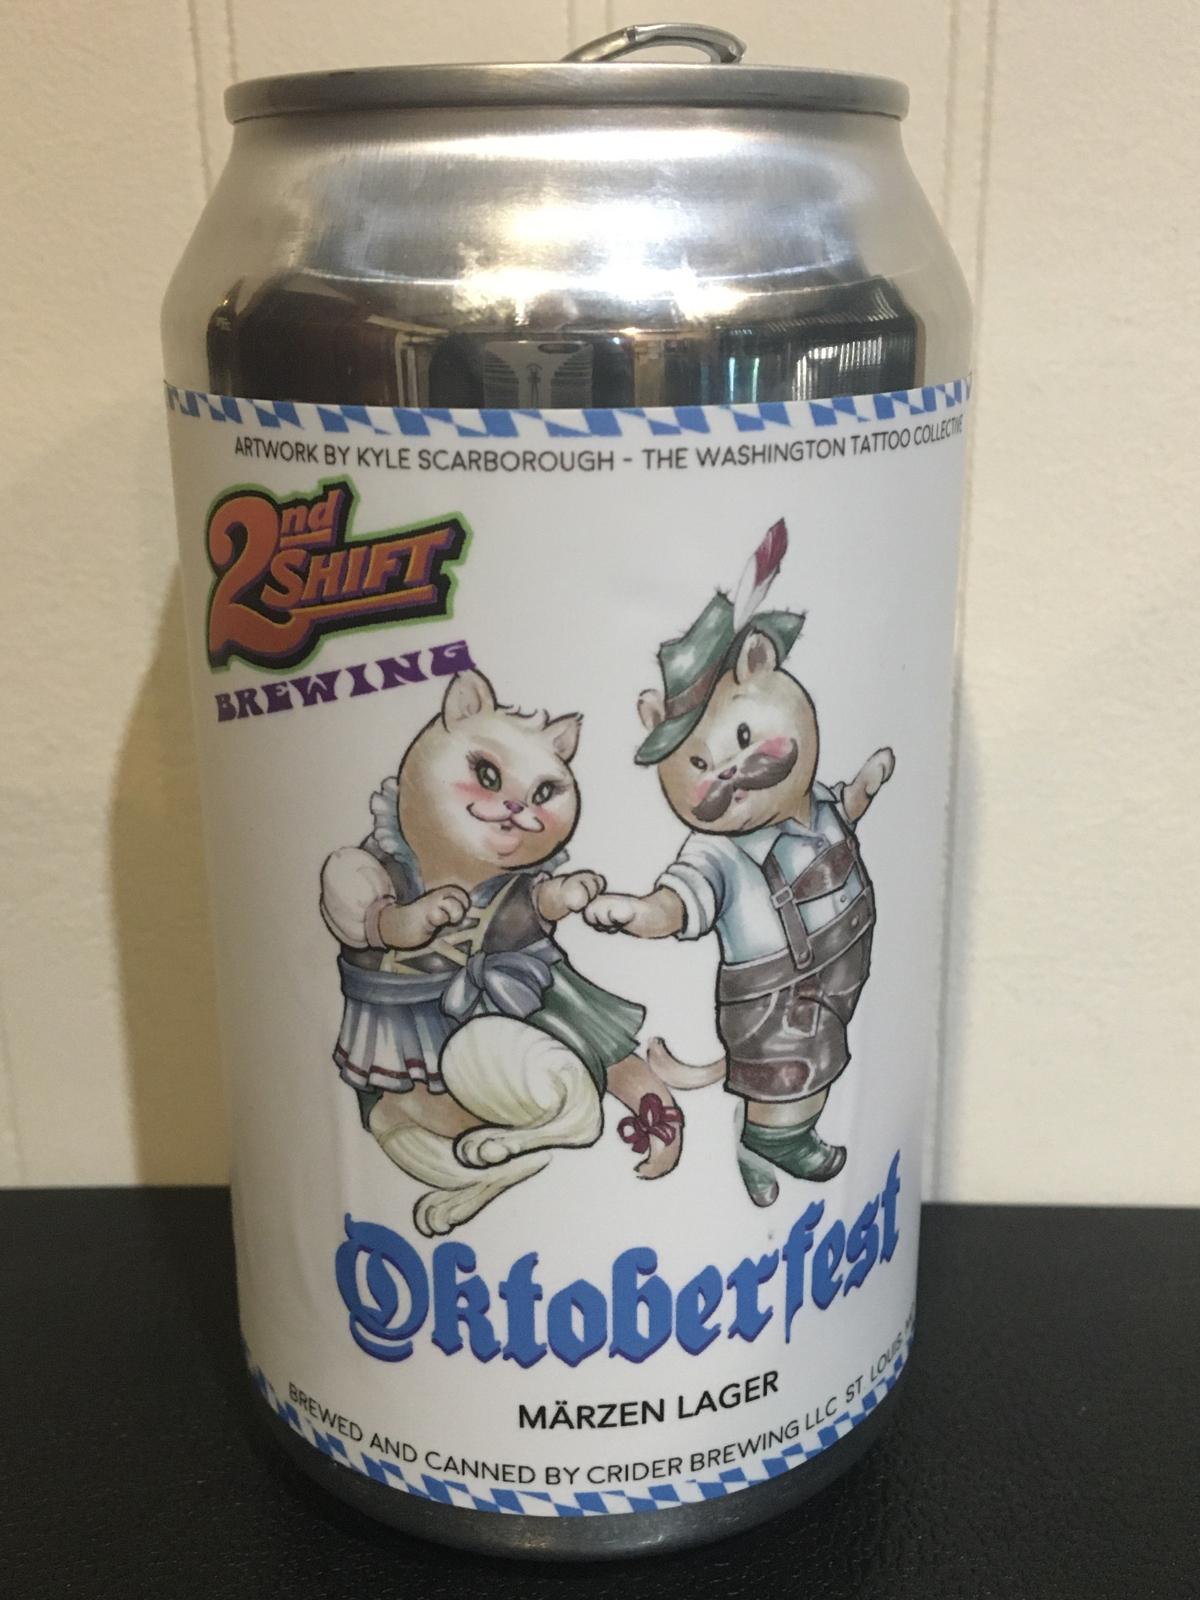 ARTWORK BY KYLE SCARBOROUGH - THE WASHINGTON TATTOO COLLECTIVE
2nd
SHIFT
BREWING
Oktoberfest
MÄRZEN LAGER
BREWED AND CANNED BY CRIDER BREWING LLC ST. LOUIS